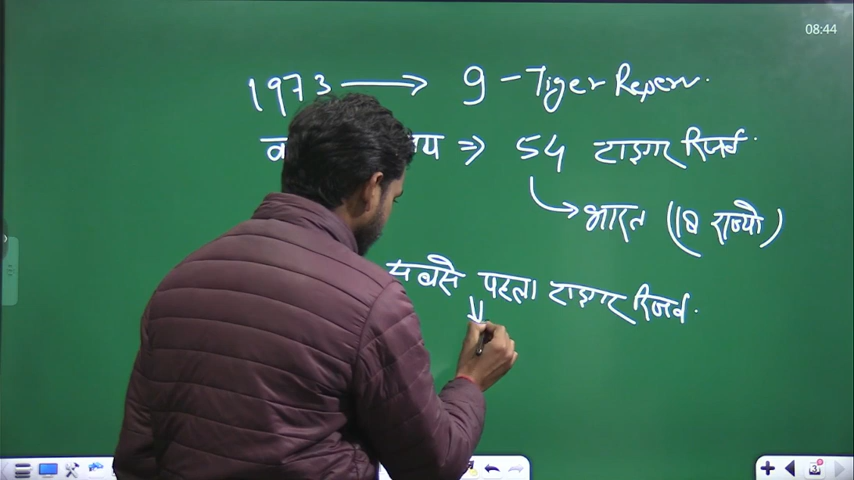 08:44
1973 → 9 - Tiger Reserv.
व य ⇒ 54 टाइगर रिजर्व.
→ भारत (18 राज्यो)
सबसे पहला टाइगर रिजर्व.